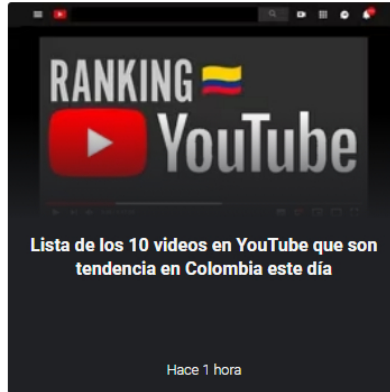 RANKING
YouTube
Lista de los 10 videos en YouTube que son
tendencia en Colombia este día
Hace 1 hora